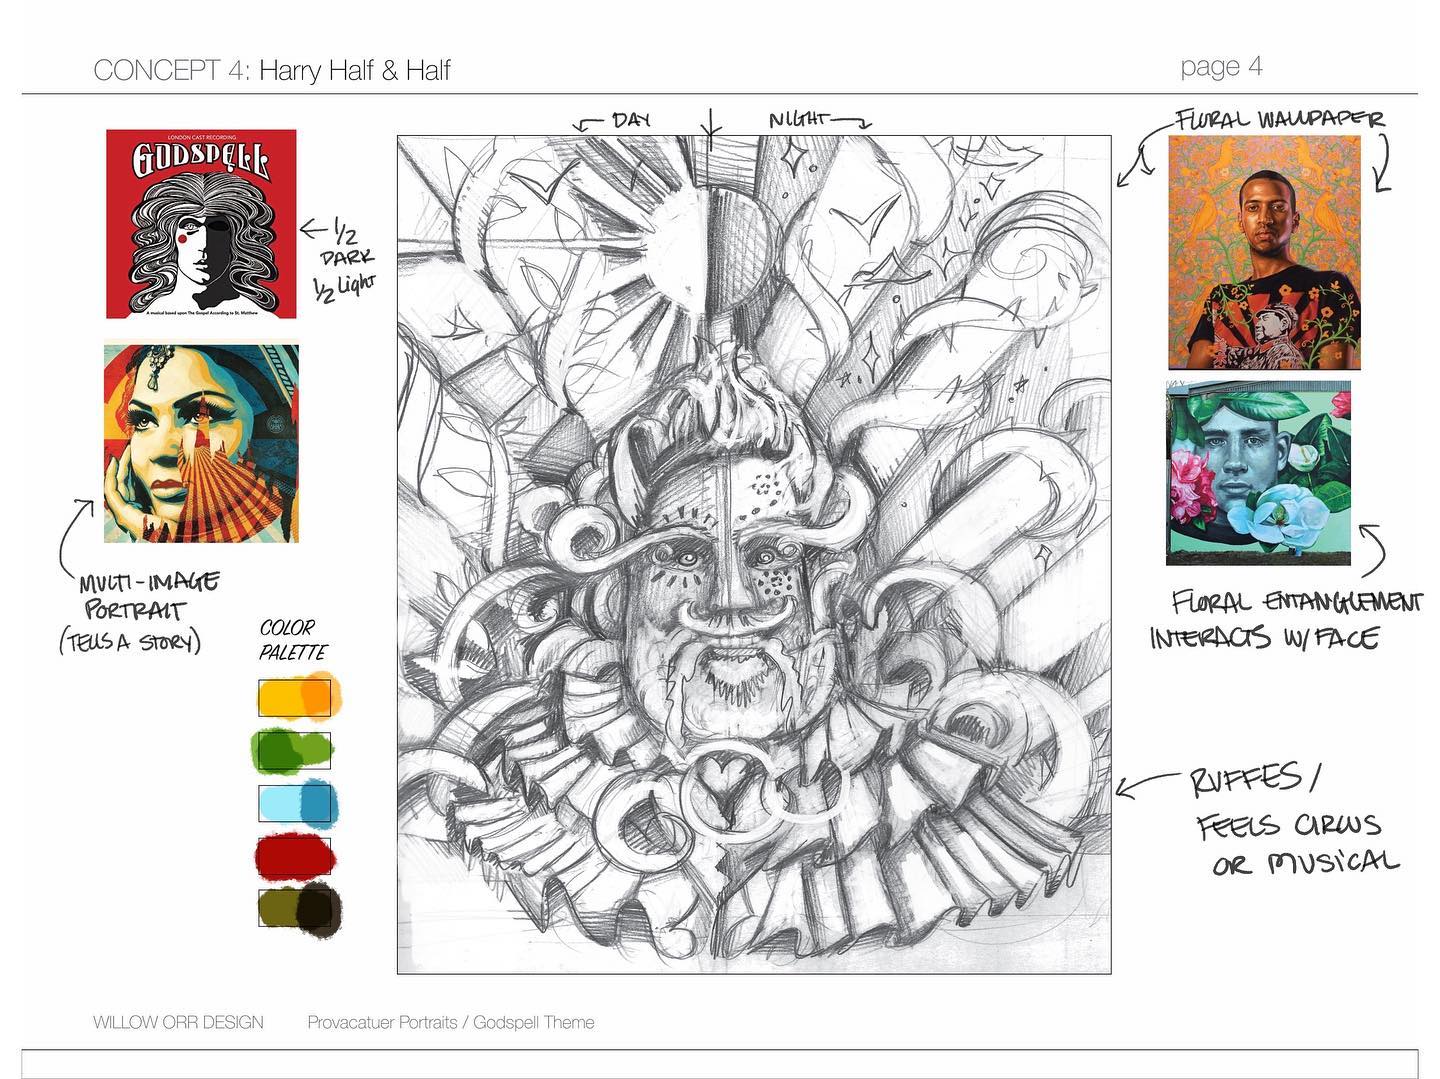 CONCEPT 4: Harry Half & Half
page 4
DAY
NIGHT
FLORAL WALLPAPER
LONDON CAST RECORDING
GODSPELL
A musical based upon The Gospel According to St. Matthew
1/2
DARK
1/2 Light
MULTI-IMAGE
PORTRAIT
(TELLS A STORY)
COLOR
PALETTE
FLORAL ENTANGLEMENT
INTERACTS W/ FACE
RUFFES /
FEELS CIRCUS
OR MUSICAL
WILLOW ORR DESIGN
Provacatuer Portraits / Godspell Theme